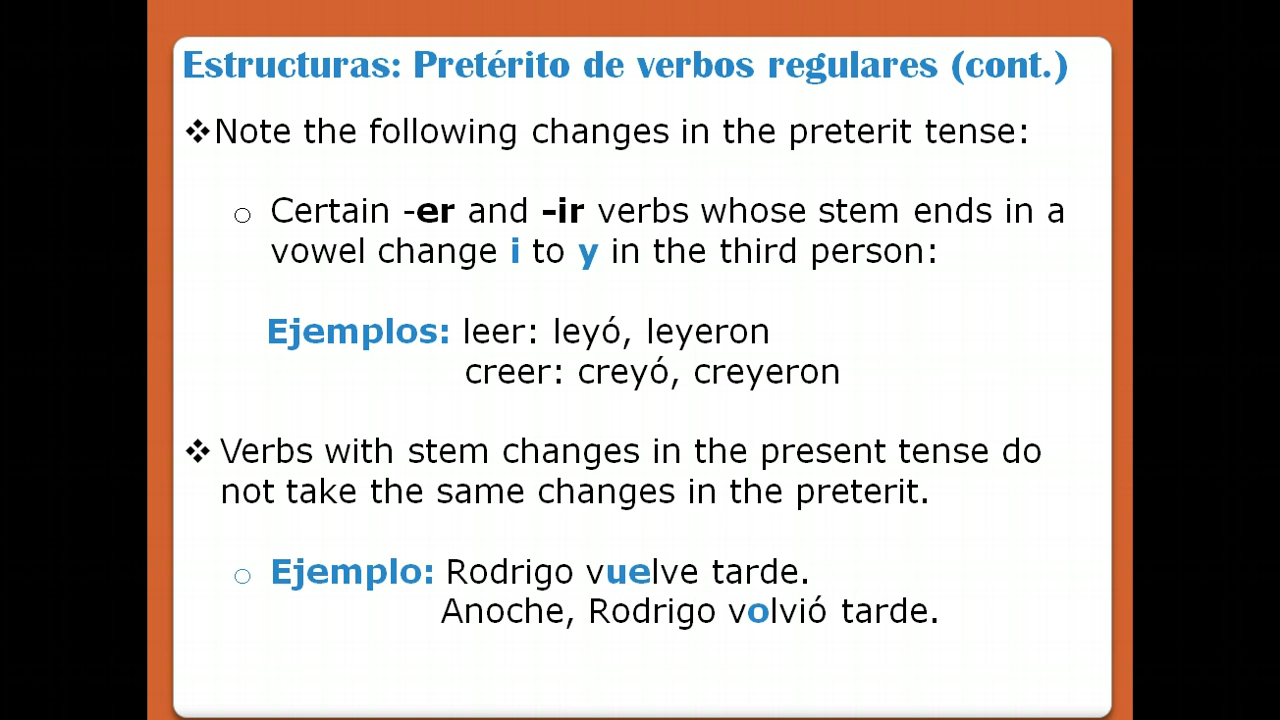 Estructuras: Pretérito de verbos regulares (cont.)
❖Note the following changes in the preterit tense:
o Certain -er and -ir verbs whose stem ends in a
vowel change i to y in the third person:
Ejemplos: leer: leyó, leyeron
creer: creyó, creyeron
❖ Verbs with stem changes in the present tense do
not take the same changes in the preterit.
o Ejemplo: Rodrigo vuelve tarde.
Anoche, Rodrigo volvió tarde.